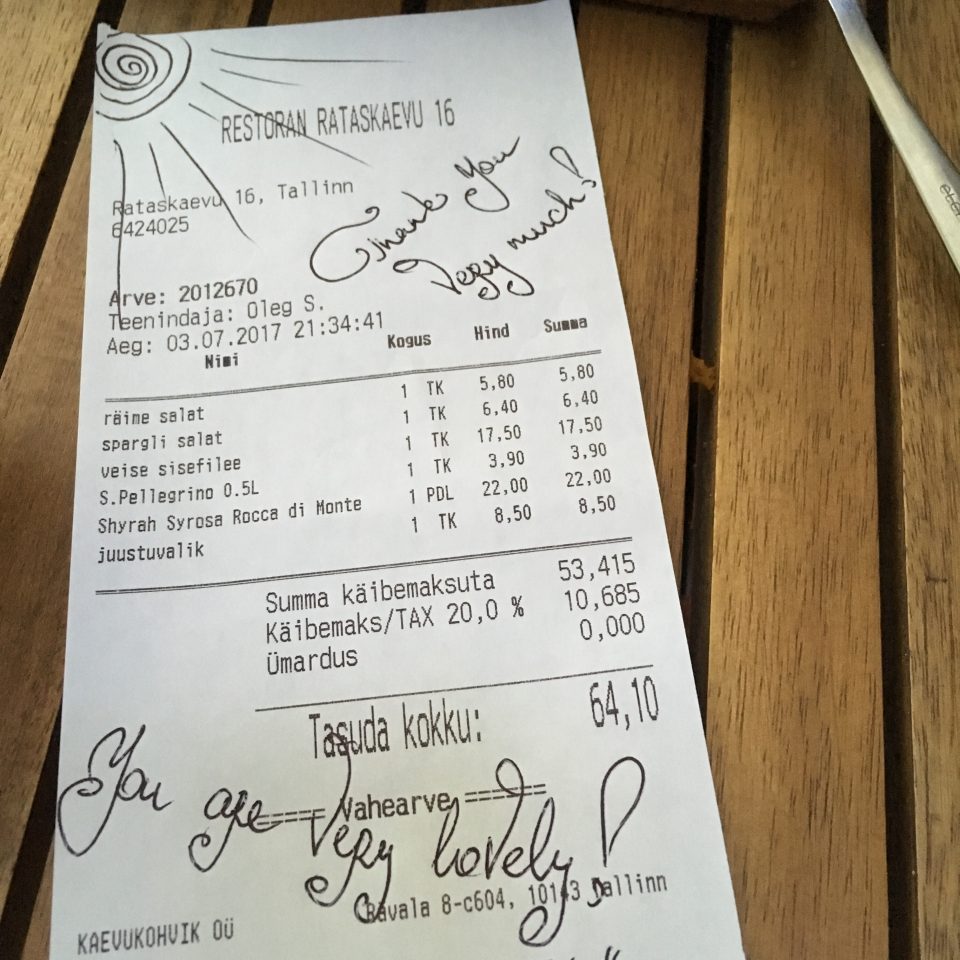 RESTORAN RATASKAEVU 16
Rataskaevu 16, Tallinn
6424025
Thank You
Very much!
Arve: 2012670
Teenindaja: Oleg S.
Aeg: 03.07.2017 21:34:41
Nimi Kogus Hind Summa
räime salat 1 TK 5,80 5,80
spargli salat 1 TK 6,40 6,40
veise sisefilee 1 TK 17,50 17,50
S.Pellegrino 0.5L 1 TK 3,90 3,90
Shyrah Syrosa Rocca di Monte 1 PDL 22,00 22,00
juustuvalik 1 TK 8,50 8,50
Summa käibemaksuta 53,415
Käibemaks/TAX 20,0 % 10,685
Ümardus 0,000
Tasuda kokku: 64,10
===== Vahearve ======
You are very lovely!
Ravala 8-c604, 10143 Tallinn
KAEVUKOHVIK OÜ